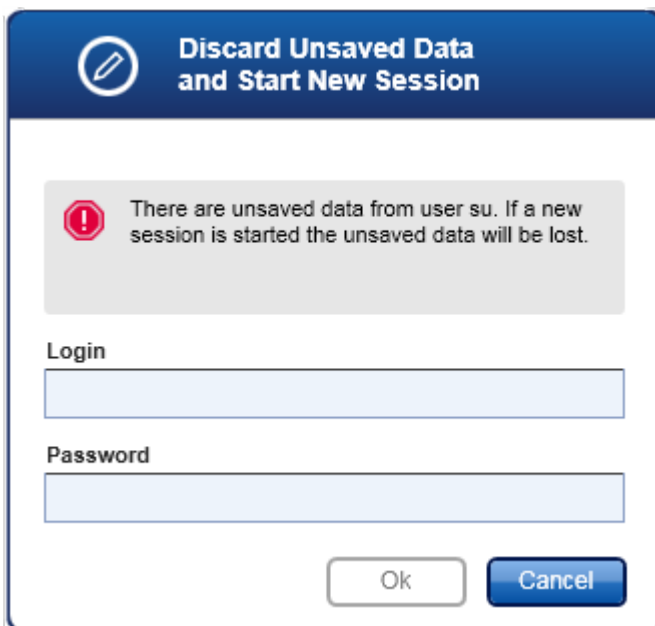 Discard Unsaved Data
and Start New Session
There are unsaved data from user su. If a new
session is started the unsaved data will be lost.
Login
Password
Ok
Cancel